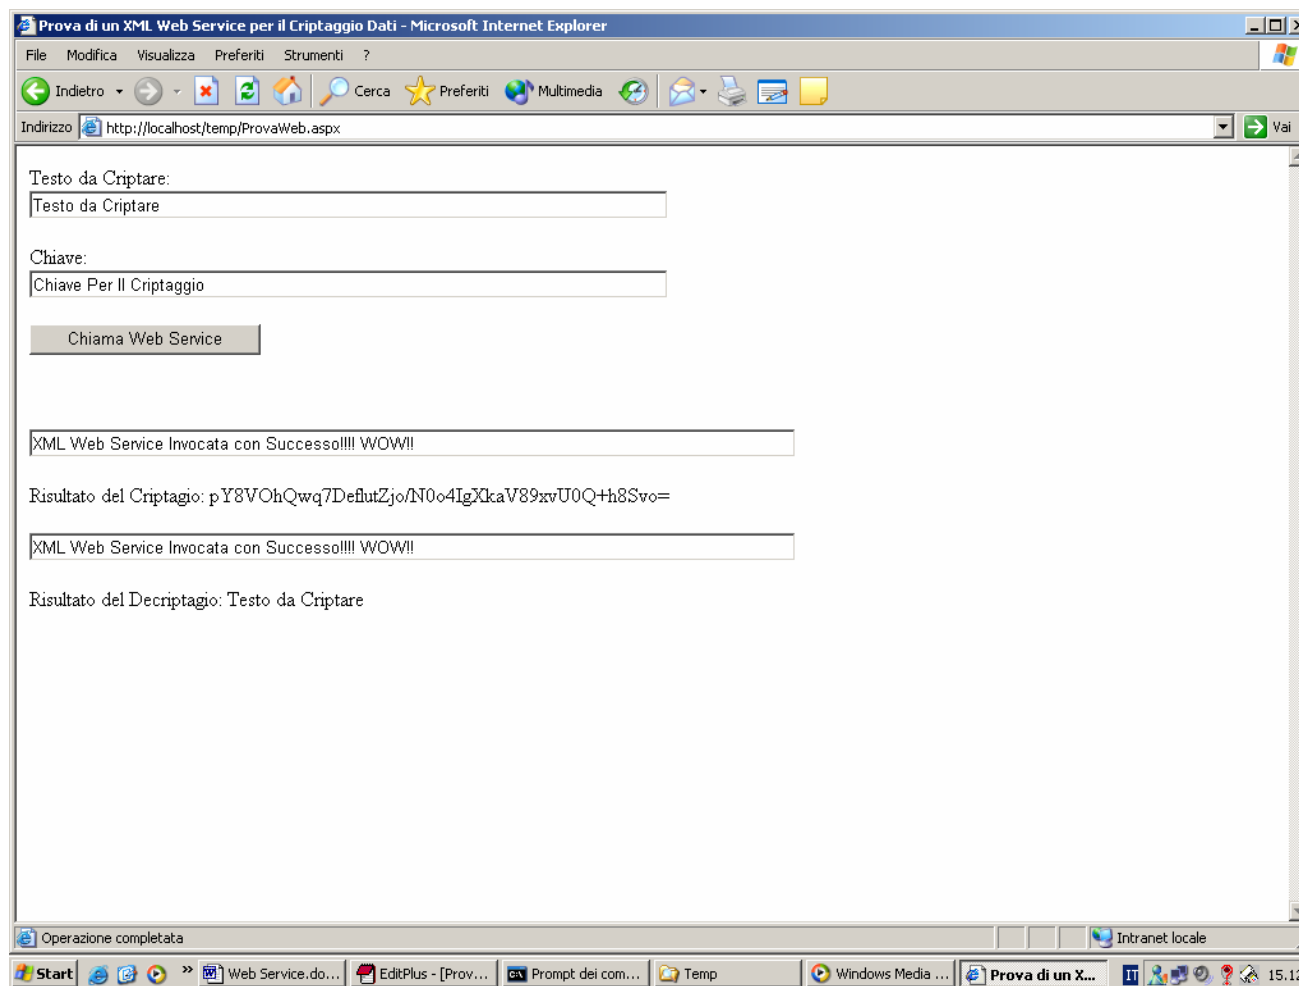 Prova di un XML Web Service per il Criptaggio Dati - Microsoft Internet Explorer
File Modifica Visualizza Preferiti Strumenti ?
Indietro Cerca Preferiti Multimedia
Indirizzo http://localhost/temp/ProvaWeb.aspx Vai
Testo da Criptare:
Testo da Criptare
Chiave:
Chiave Per Il Criptaggio
Chiama Web Service
XML Web Service Invocata con Successo!!!! WOW!!
Risultato del Criptagio: pY8VOhQwq7DeflutZjo/N0o4IgXkaV89xvU0Q+h8Svo=
XML Web Service Invocata con Successo!!!! WOW!!
Risultato del Decriptagio: Testo da Criptare
Operazione completata Intranet locale
Start » Web Service.do... EditPlus - [Prov... Prompt dei com... Temp Windows Media ... Prova di un X... IT 15.12